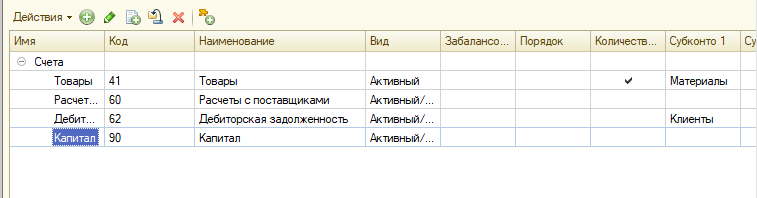 Действия
Имя Код Наименование Вид Забалансо... Порядок Количеств... Субконто 1 Су
Счета
Товары 41 Товары Активный Материалы
Расчет... 60 Расчеты с поставщиками Активный/...
Дебит... 62 Дебиторская задолженность Активный/... Клиенты
Капитал 90 Капитал Активный/...